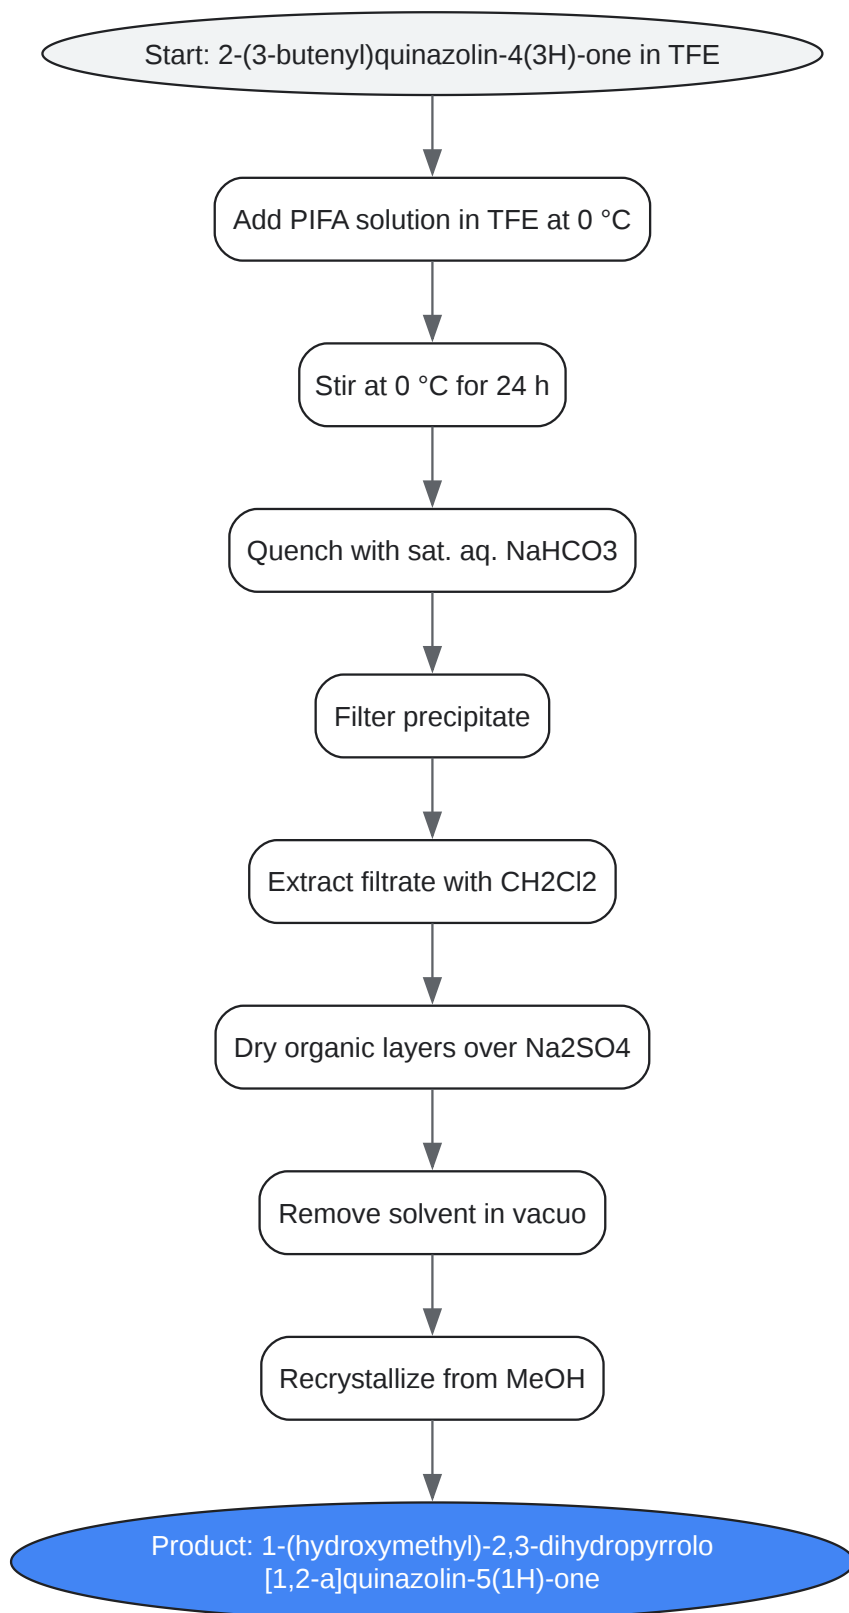 Start: 2-(3-butenyl)quinazolin-4(3H)-one in TFE
Add PIFA solution in TFE at 0 °C
Stir at 0 °C for 24 h
Quench with sat. aq. NaHCO3
Filter precipitate
Extract filtrate with CH2Cl2
Dry organic layers over Na2SO4
Remove solvent in vacuo
Recrystallize from MeOH
Product: 1-(hydroxymethyl)-2,3-dihydropyrrolo
[1,2-a]quinazolin-5(1H)-one